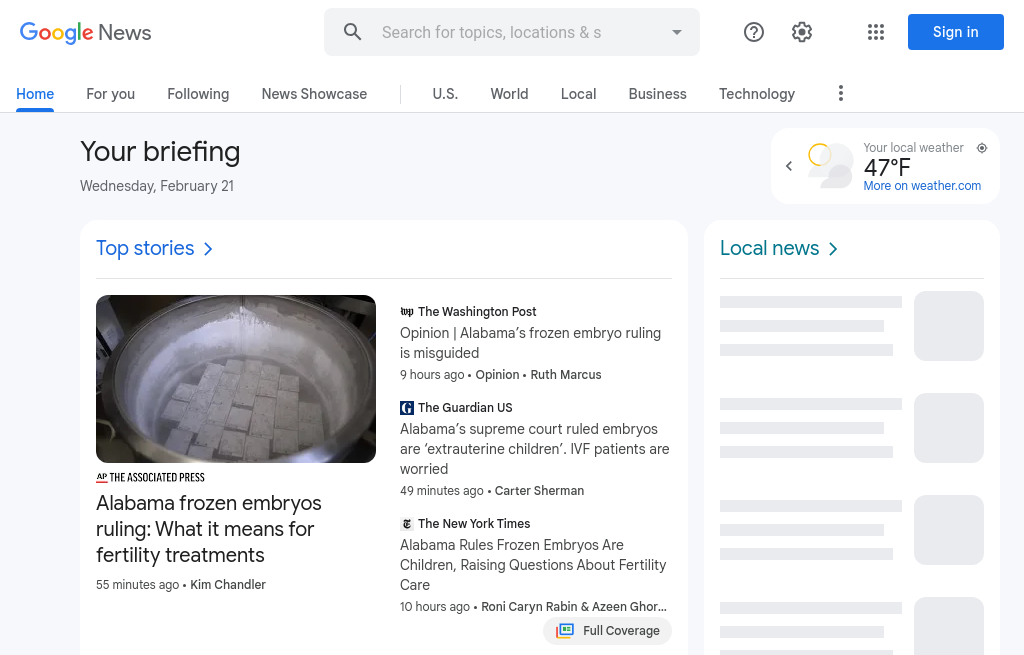 Google News
Search for topics, locations & s
Sign in
Home
For you
Following
News Showcase
U.S.
World
Local
Business
Technology
Your briefing
Wednesday, February 21
Your local weather
47°F
More on weather.com
Top stories
Local news
AP THE ASSOCIATED PRESS
Alabama frozen embryos
ruling: What it means for
fertility treatments
55 minutes ago • Kim Chandler
wp The Washington Post
Opinion | Alabama’s frozen embryo ruling
is misguided
9 hours ago • Opinion • Ruth Marcus
G The Guardian US
Alabama’s supreme court ruled embryos
are ‘extrauterine children’. IVF patients are
worried
49 minutes ago • Carter Sherman
T The New York Times
Alabama Rules Frozen Embryos Are
Children, Raising Questions About Fertility
Care
10 hours ago • Roni Caryn Rabin & Azeen Ghor...
Full Coverage